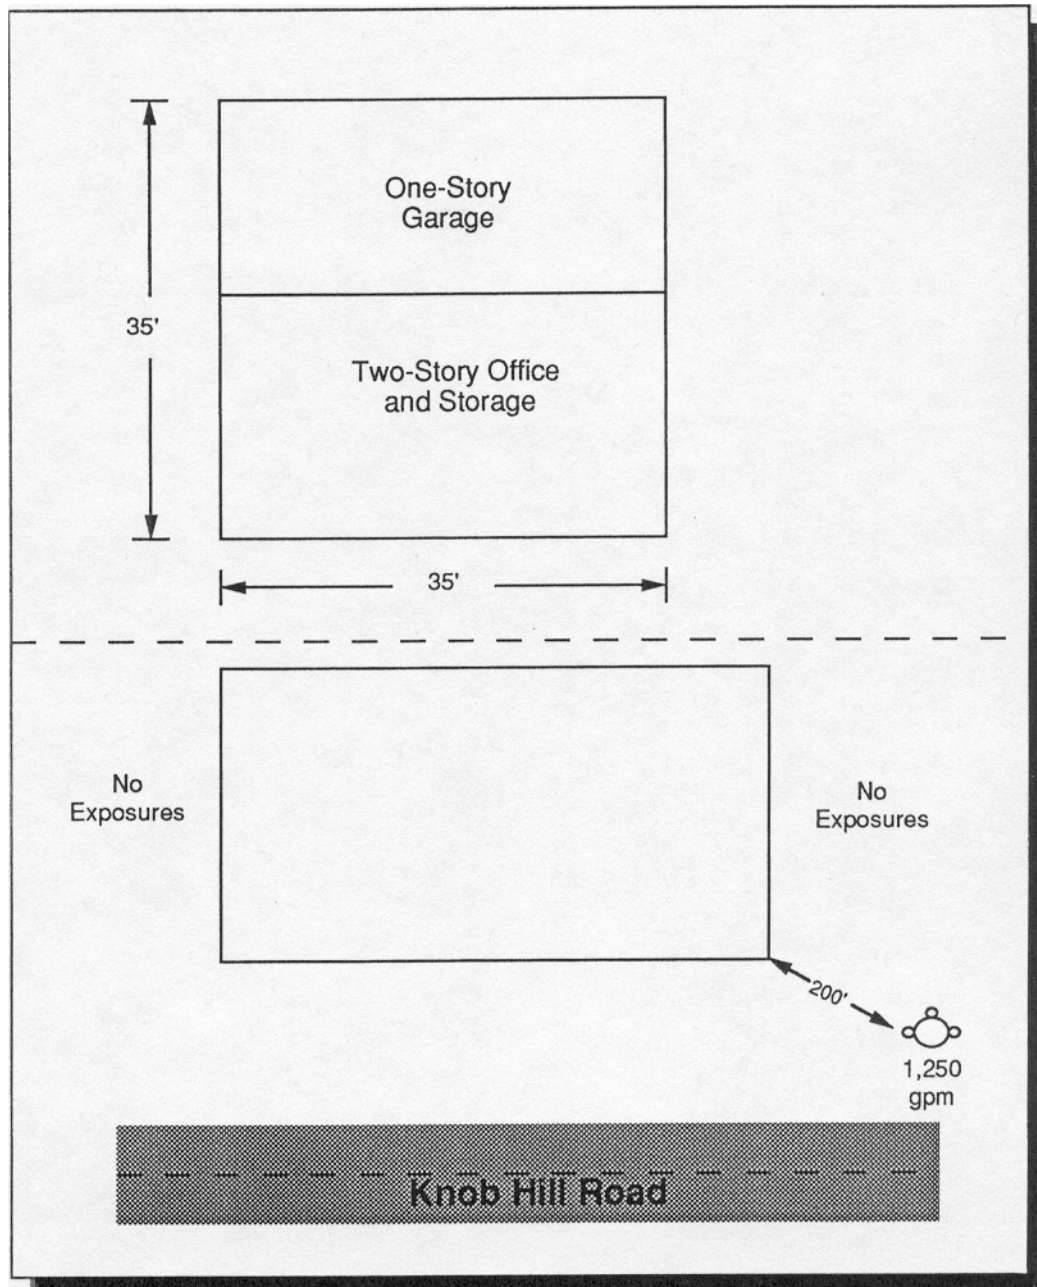 One-Story
Garage
35'
Two-Story Office
and Storage
35'
No
Exposures
No
Exposures
200'
1,250
gpm
Knob Hill Road